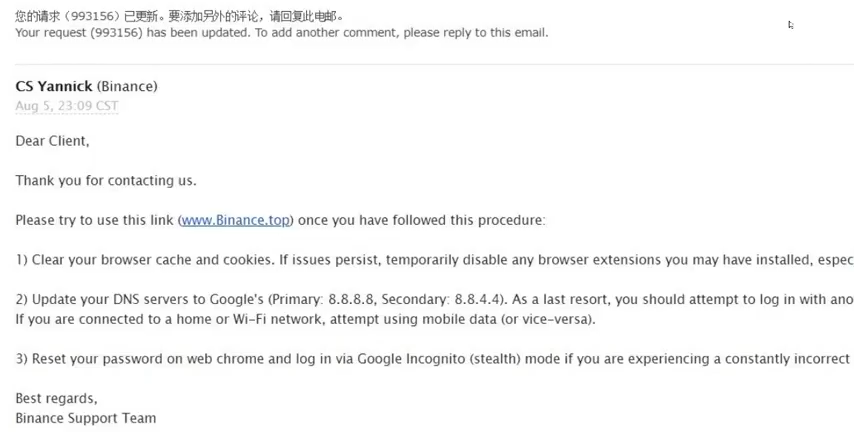 您的请求（993156）已更新。要添加另外的评论，请回复此电邮。
Your request (993156) has been updated. To add another comment, please reply to this email.
CS Yannick (Binance)
Aug 5, 23:09 CST
Dear Client,
Thank you for contacting us.
Please try to use this link (www.Binance.top) once you have followed this procedure:
1) Clear your browser cache and cookies. If issues persist, temporarily disable any browser extensions you may have installed, espec
2) Update your DNS servers to Google's (Primary: 8.8.8.8, Secondary: 8.8.4.4). As a last resort, you should attempt to log in with ano
If you are connected to a home or Wi-Fi network, attempt using mobile data (or vice-versa).
3) Reset your password on web chrome and log in via Google Incognito (stealth) mode if you are experiencing a constantly incorrect
Best regards,
Binance Support Team